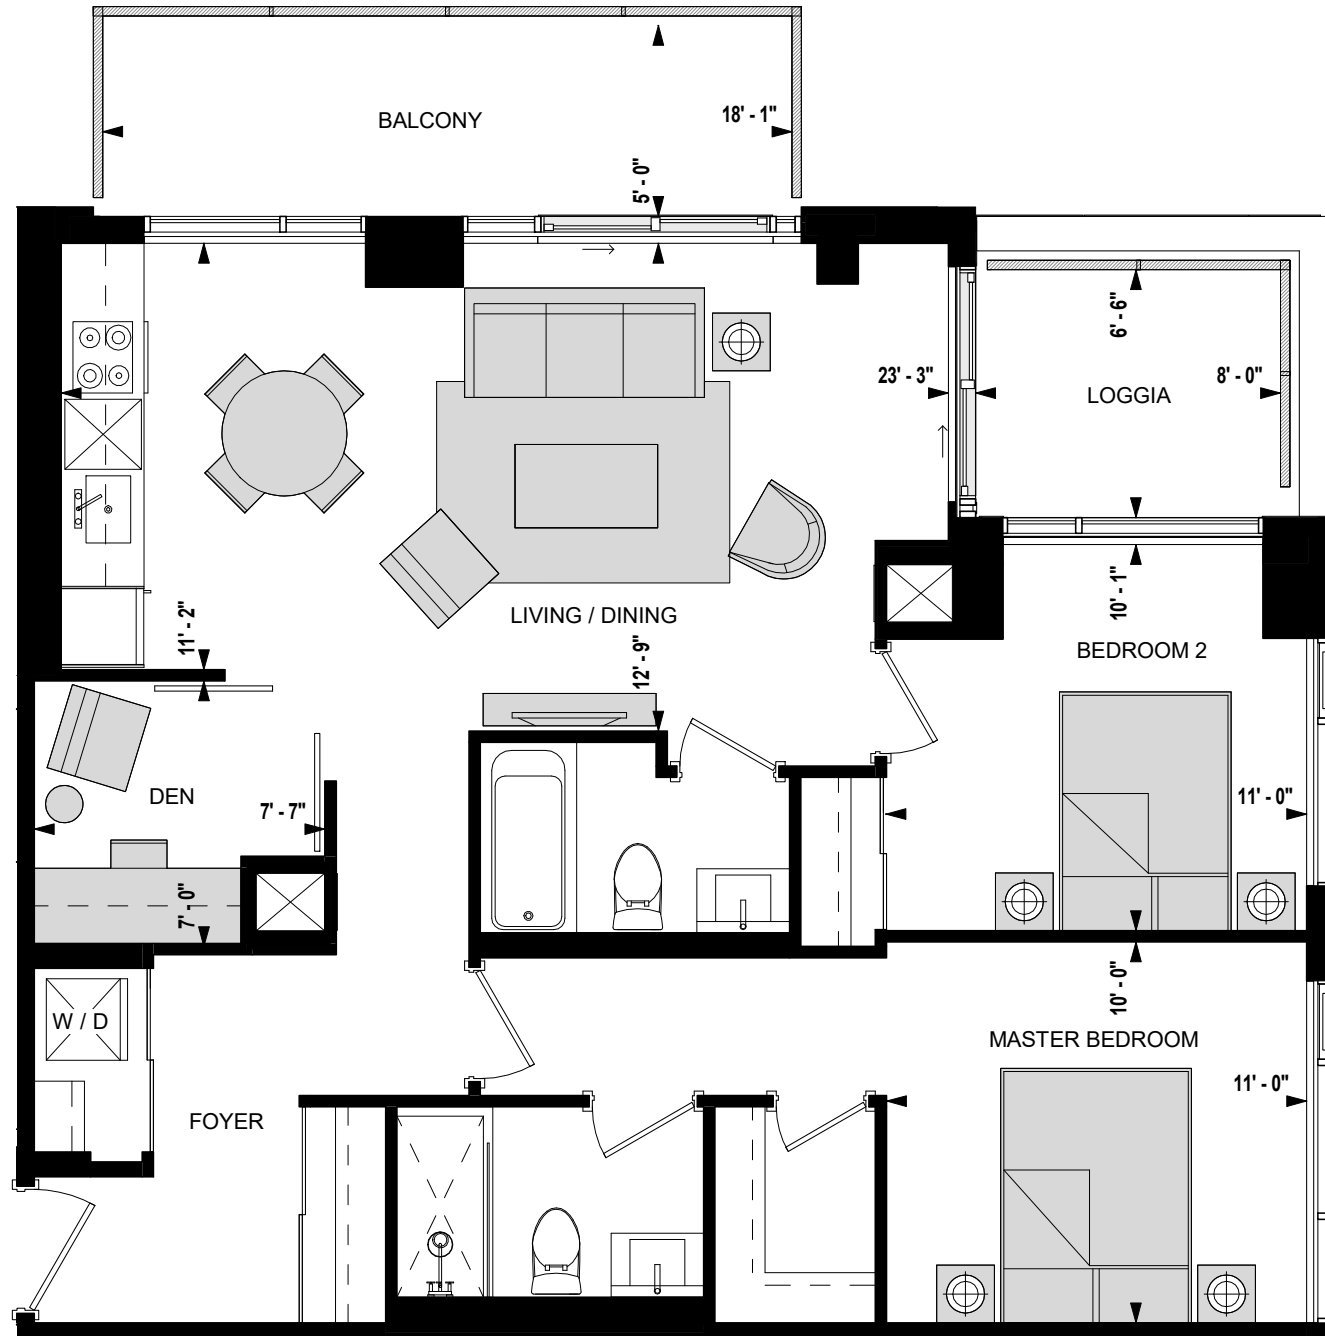 BALCONY
18' - 1"
5' - 0"
23' - 3"
6' - 6"
8' - 0"
LOGGIA
11' - 2"
LIVING / DINING
12' - 9"
10' - 1"
BEDROOM 2
DEN
7' - 7"
11' - 0"
7' - 0"
10' - 0"
W / D
MASTER BEDROOM
11' - 0"
FOYER